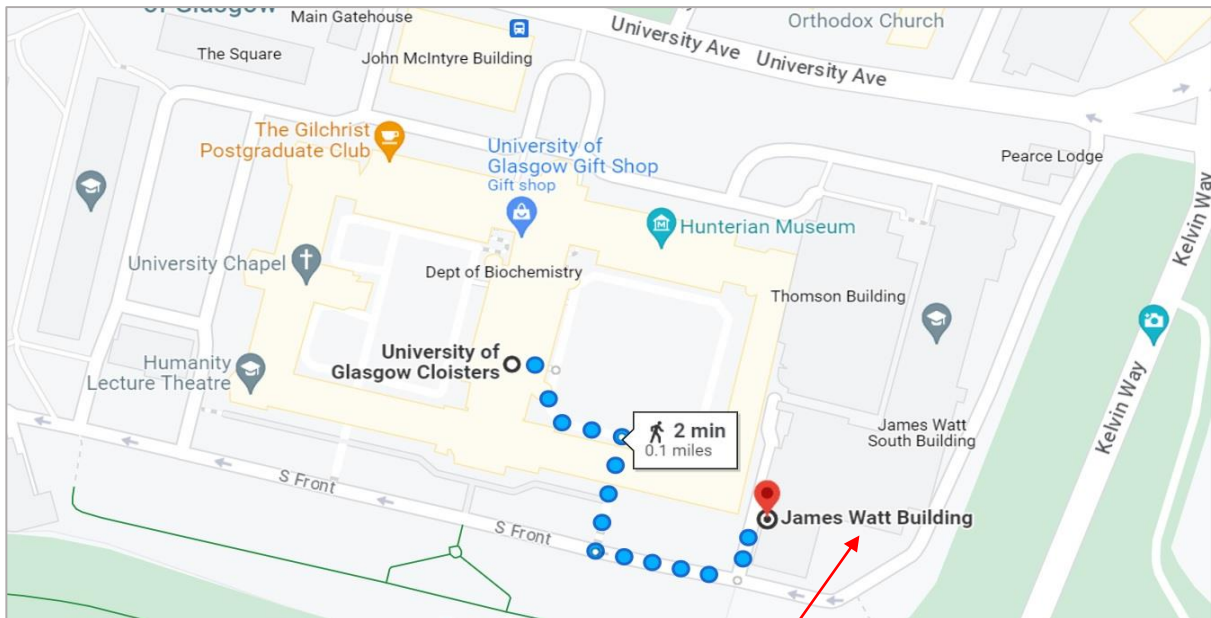 of Glasgow
Main Gatehouse
The Square
John McIntyre Building
Orthodox Church
University Ave
University Ave
The Gilchrist
Postgraduate Club
University of
Glasgow Gift Shop
Gift shop
Pearce Lodge
Kelvin Way
Hunterian Museum
University Chapel
Dept of Biochemistry
Thomson Building
University of
Glasgow Cloisters
Humanity
Lecture Theatre
2 min
0.1 miles
James Watt
South Building
Kelvin Way
S Front
S Front
James Watt Building